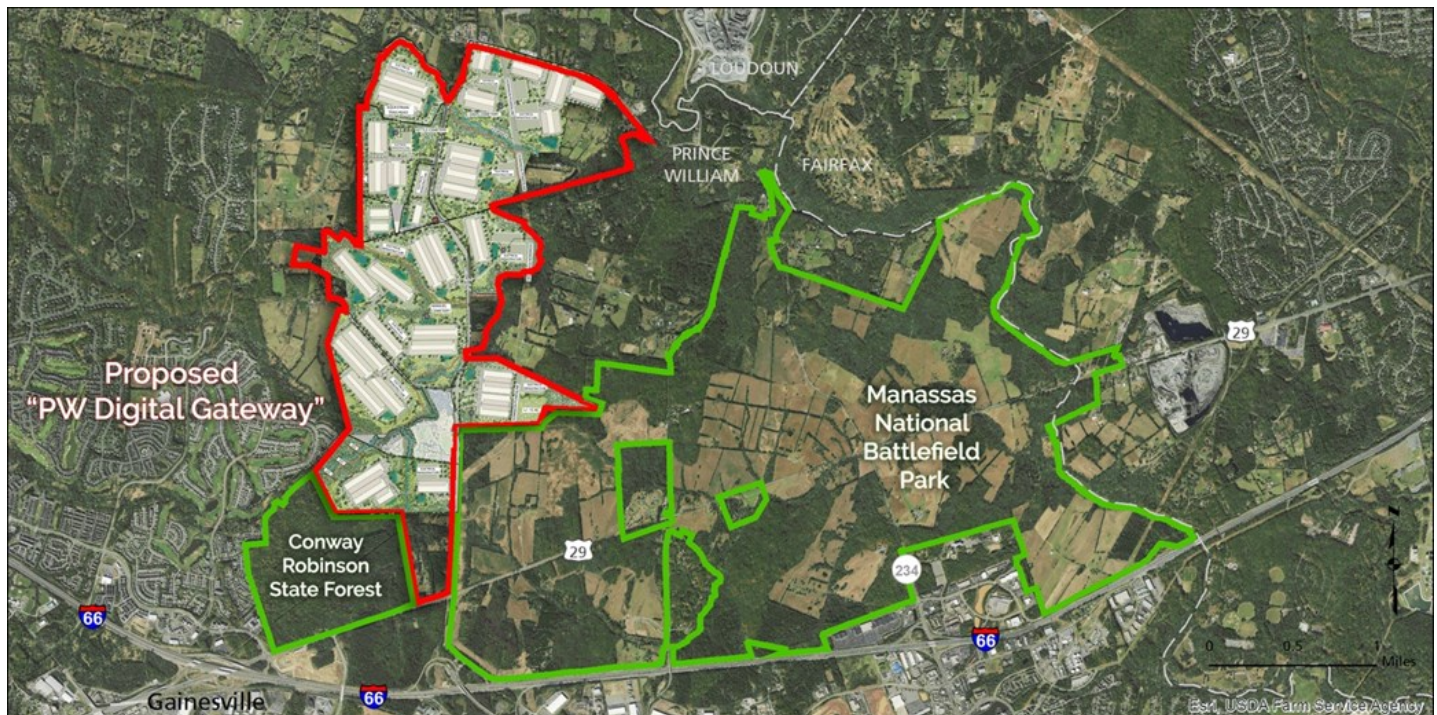 LOUDOUN
PRINCE
WILLIAM
FAIRFAX
29
Proposed
“PW Digital Gateway”
Manassas
National
Battlefield
Park
Conway
Robinson
State Forest
29
234
66
66
66
Gainesville
0 0.5 1
Miles
Esri, USDA Farm Service Agency